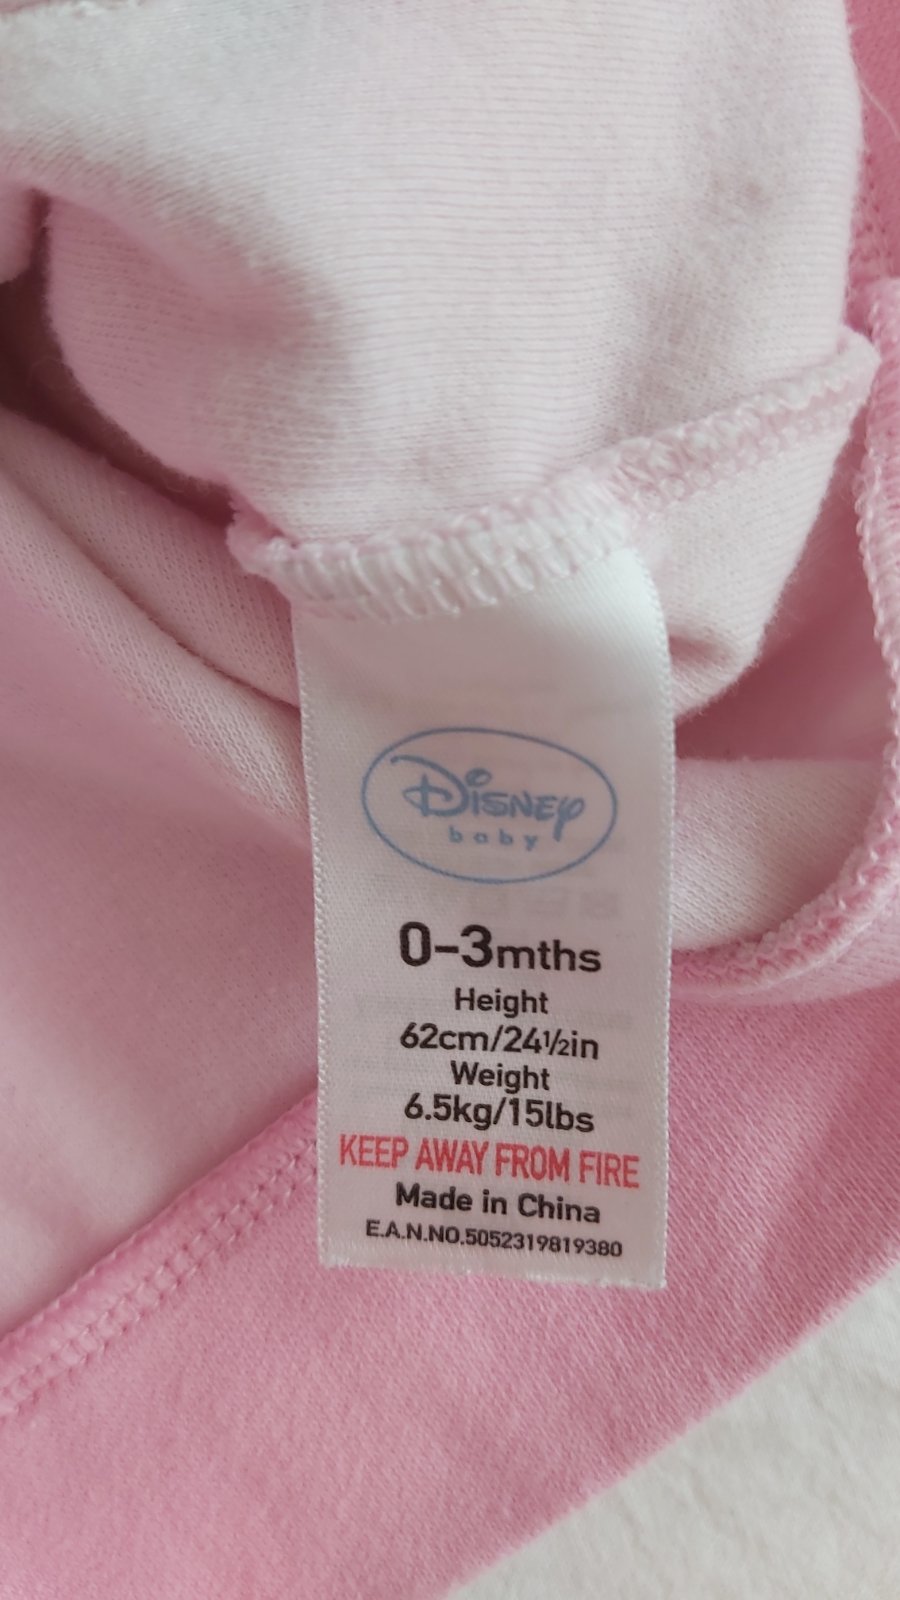 Disney
baby
0-3mths
Height
62cm/24½in
Weight
6.5kg/15lbs
KEEP AWAY FROM FIRE
Made in China
E.A.N.NO.5052319819380